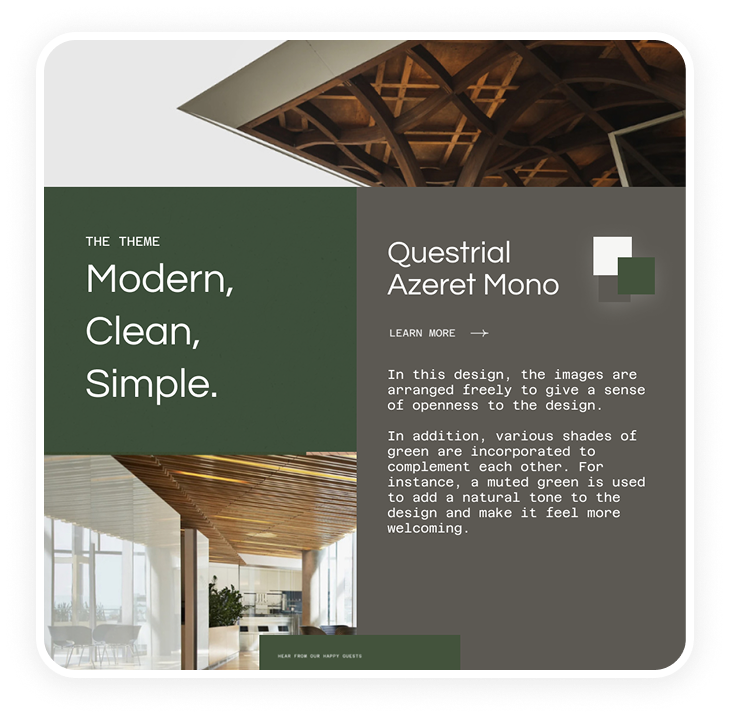 THE THEME
Modern,
Clean,
Simple.
Questrial
Azeret Mono
LEARN MORE
In this design, the images are
arranged freely to give a sense
of openness to the design.
In addition, various shades of
green are incorporated to
complement each other. For
instance, a muted green is used
to add a natural tone to the
design and make it feel more
welcoming.
HEAR FROM OUR HAPPY GUESTS